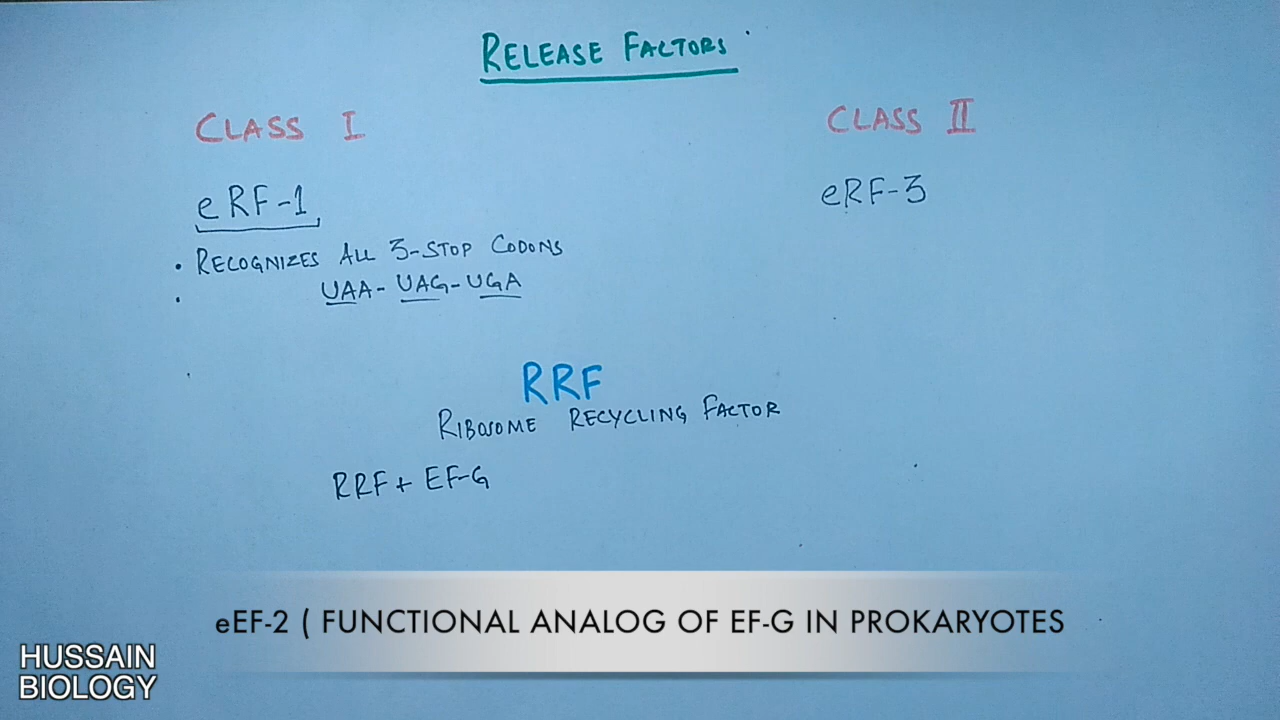 RELEASE FACTORS
CLASS I
CLASS II
eRF-1
eRF-3
• RECOGNIZES ALL 3-STOP CODONS
• UAA-UAG-UGA
RRF
RIBOSOME RECYCLING FACTOR
RRF + EF-G
eEF-2 ( FUNCTIONAL ANALOG OF EF-G IN PROKARYOTES
HUSSAIN
BIOLOGY